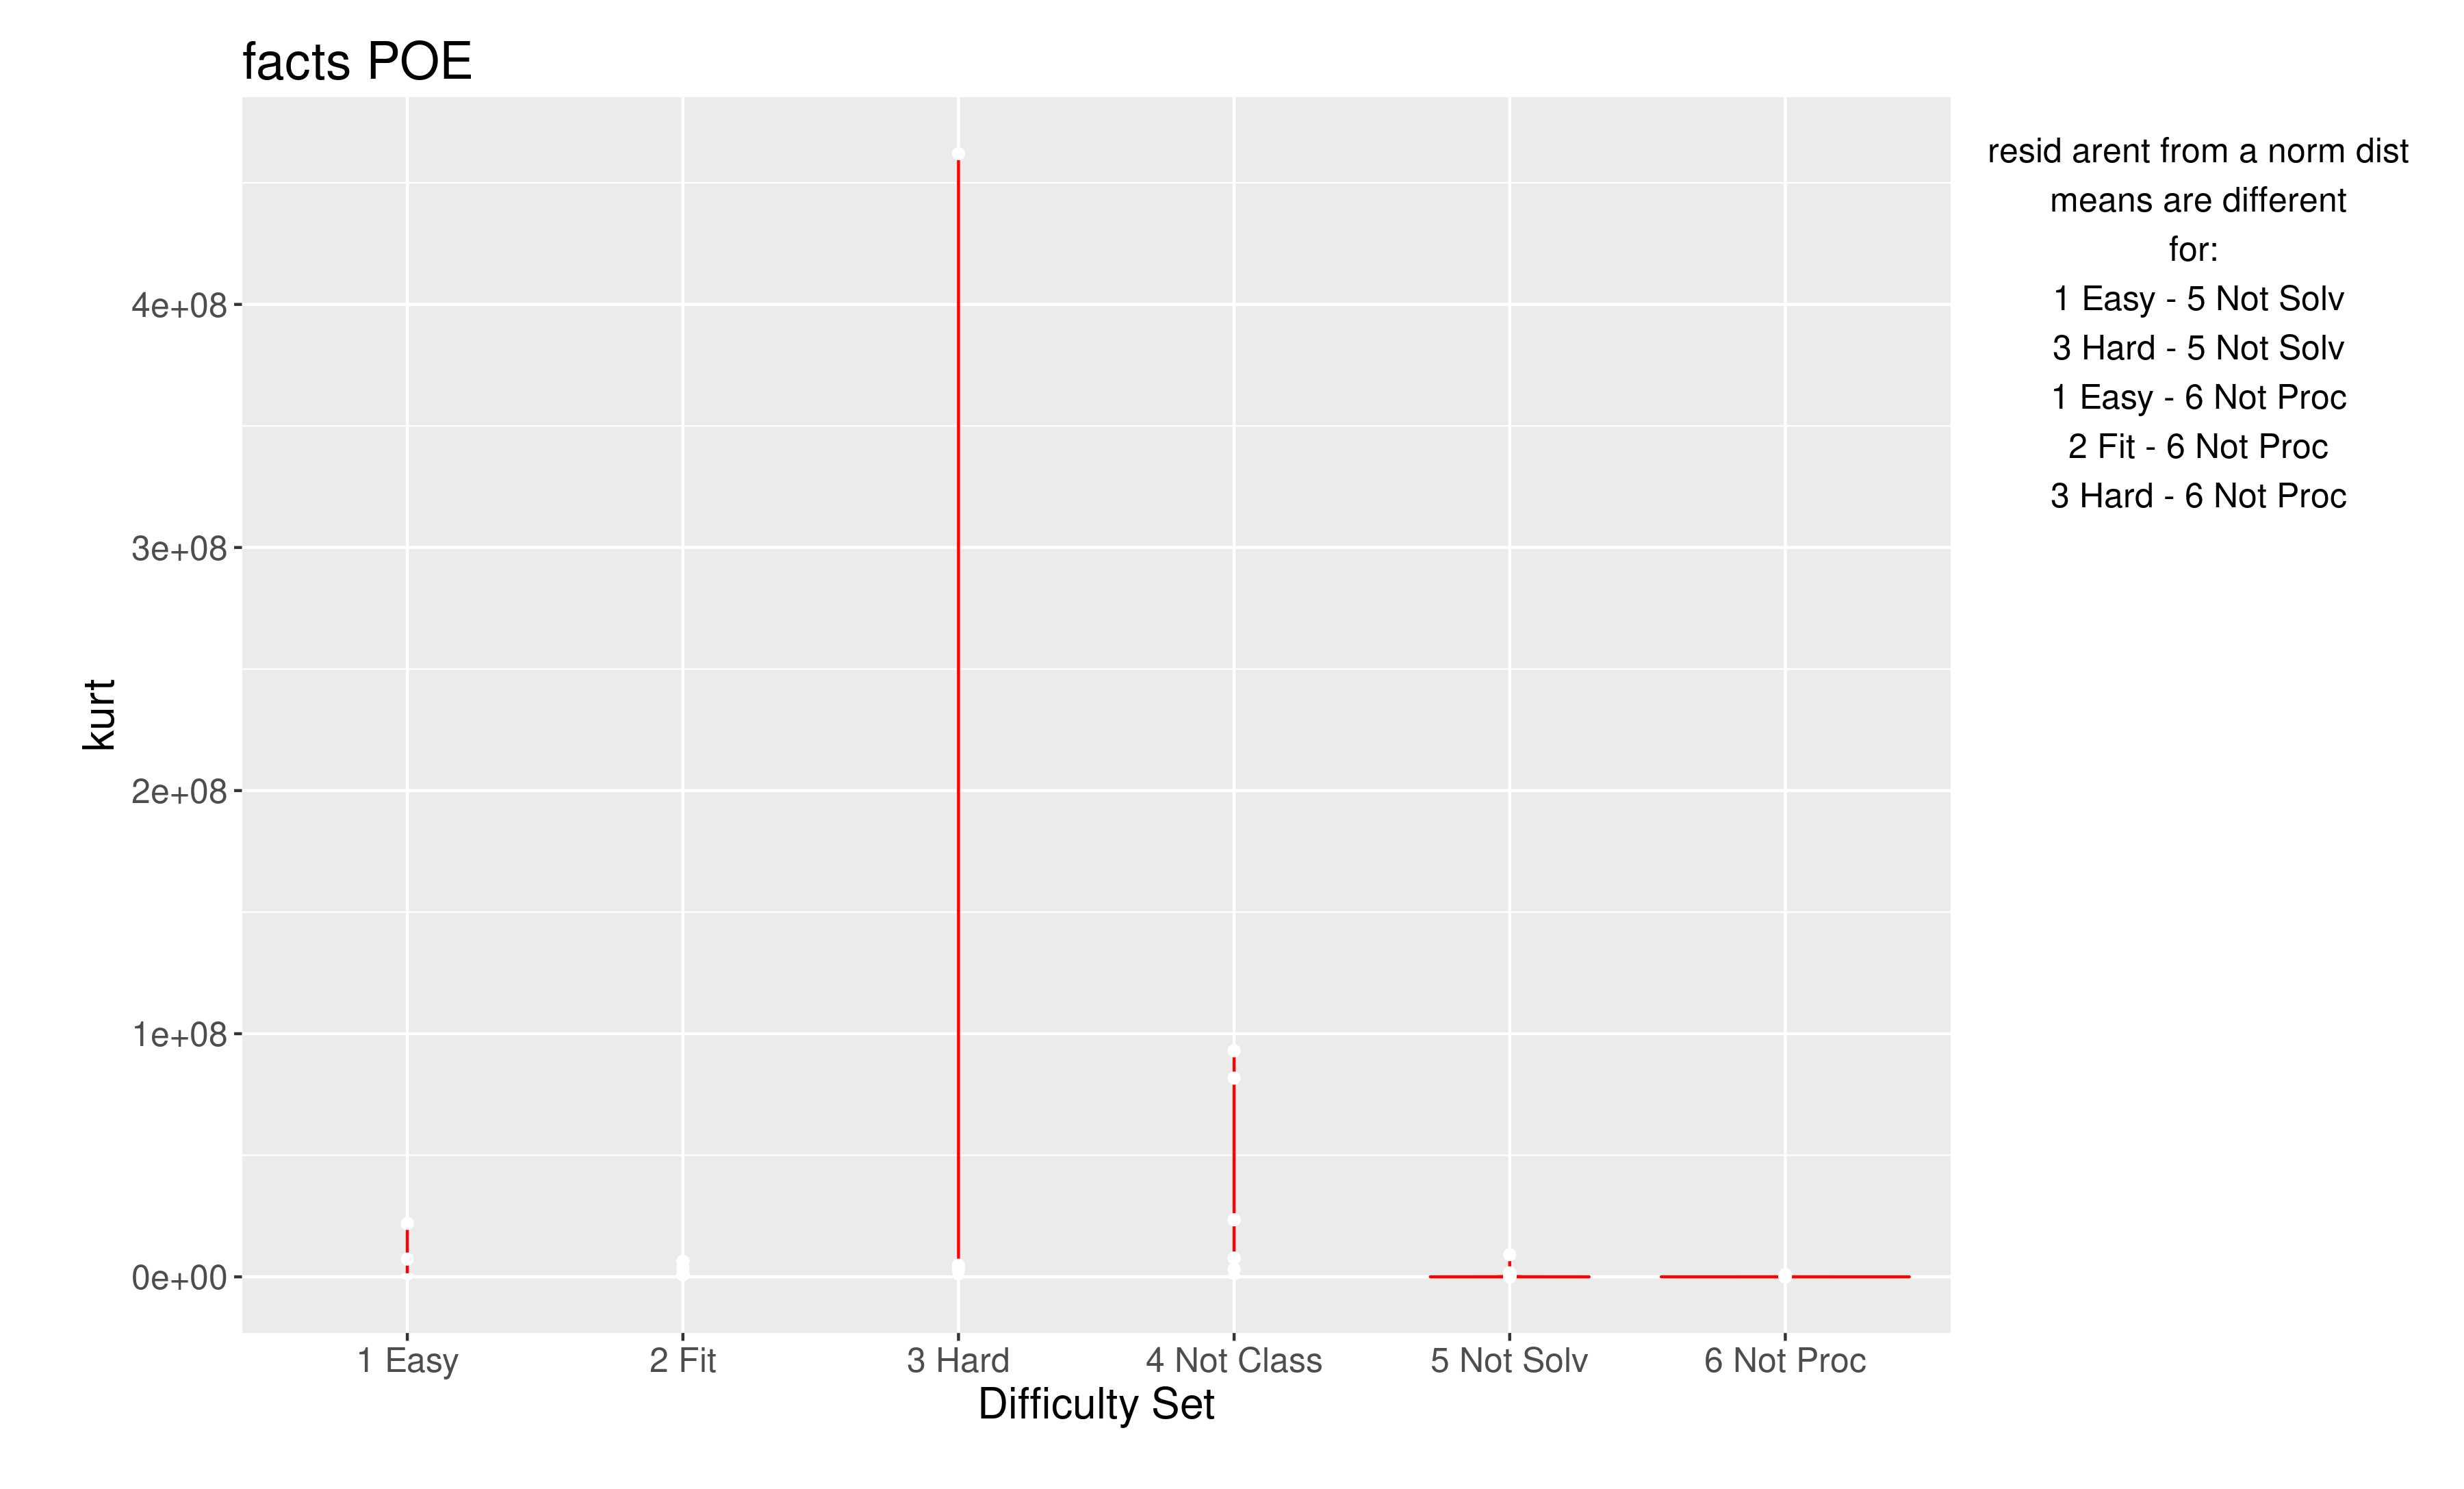 facts POE
resid arent from a norm dist
means are different
for:
1 Easy - 5 Not Solv
3 Hard - 5 Not Solv
1 Easy - 6 Not Proc
2 Fit - 6 Not Proc
3 Hard - 6 Not Proc
4e+08
3e+08
2e+08
1e+08
0e+00
kurt
1 Easy
2 Fit
3 Hard
4 Not Class
5 Not Solv
6 Not Proc
Difficulty Set